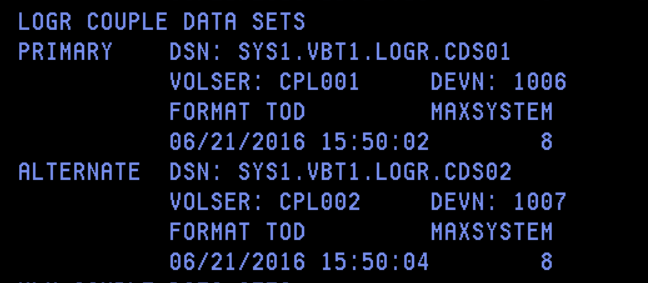 LOGR COUPLE DATA SETS
PRIMARY DSN: SYS1.VBT1.LOGR.CDS01
VOLSER: CPL001 DEVN: 1006
FORMAT TOD MAXSYSTEM
06/21/2016 15:50:02 8
ALTERNATE DSN: SYS1.VBT1.LOGR.CDS02
VOLSER: CPL002 DEVN: 1007
FORMAT TOD MAXSYSTEM
06/21/2016 15:50:04 8